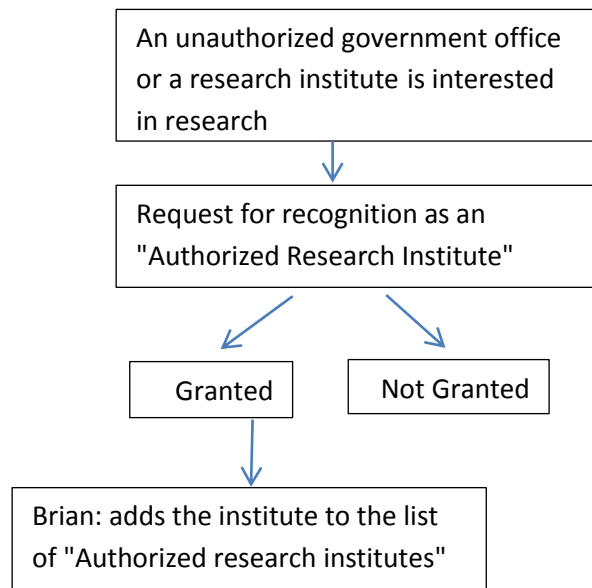 An unauthorized government office
or a research institute is interested
in research
Request for recognition as an
"Authorized Research Institute"
Granted
Not Granted
Brian: adds the institute to the list
of "Authorized research institutes"